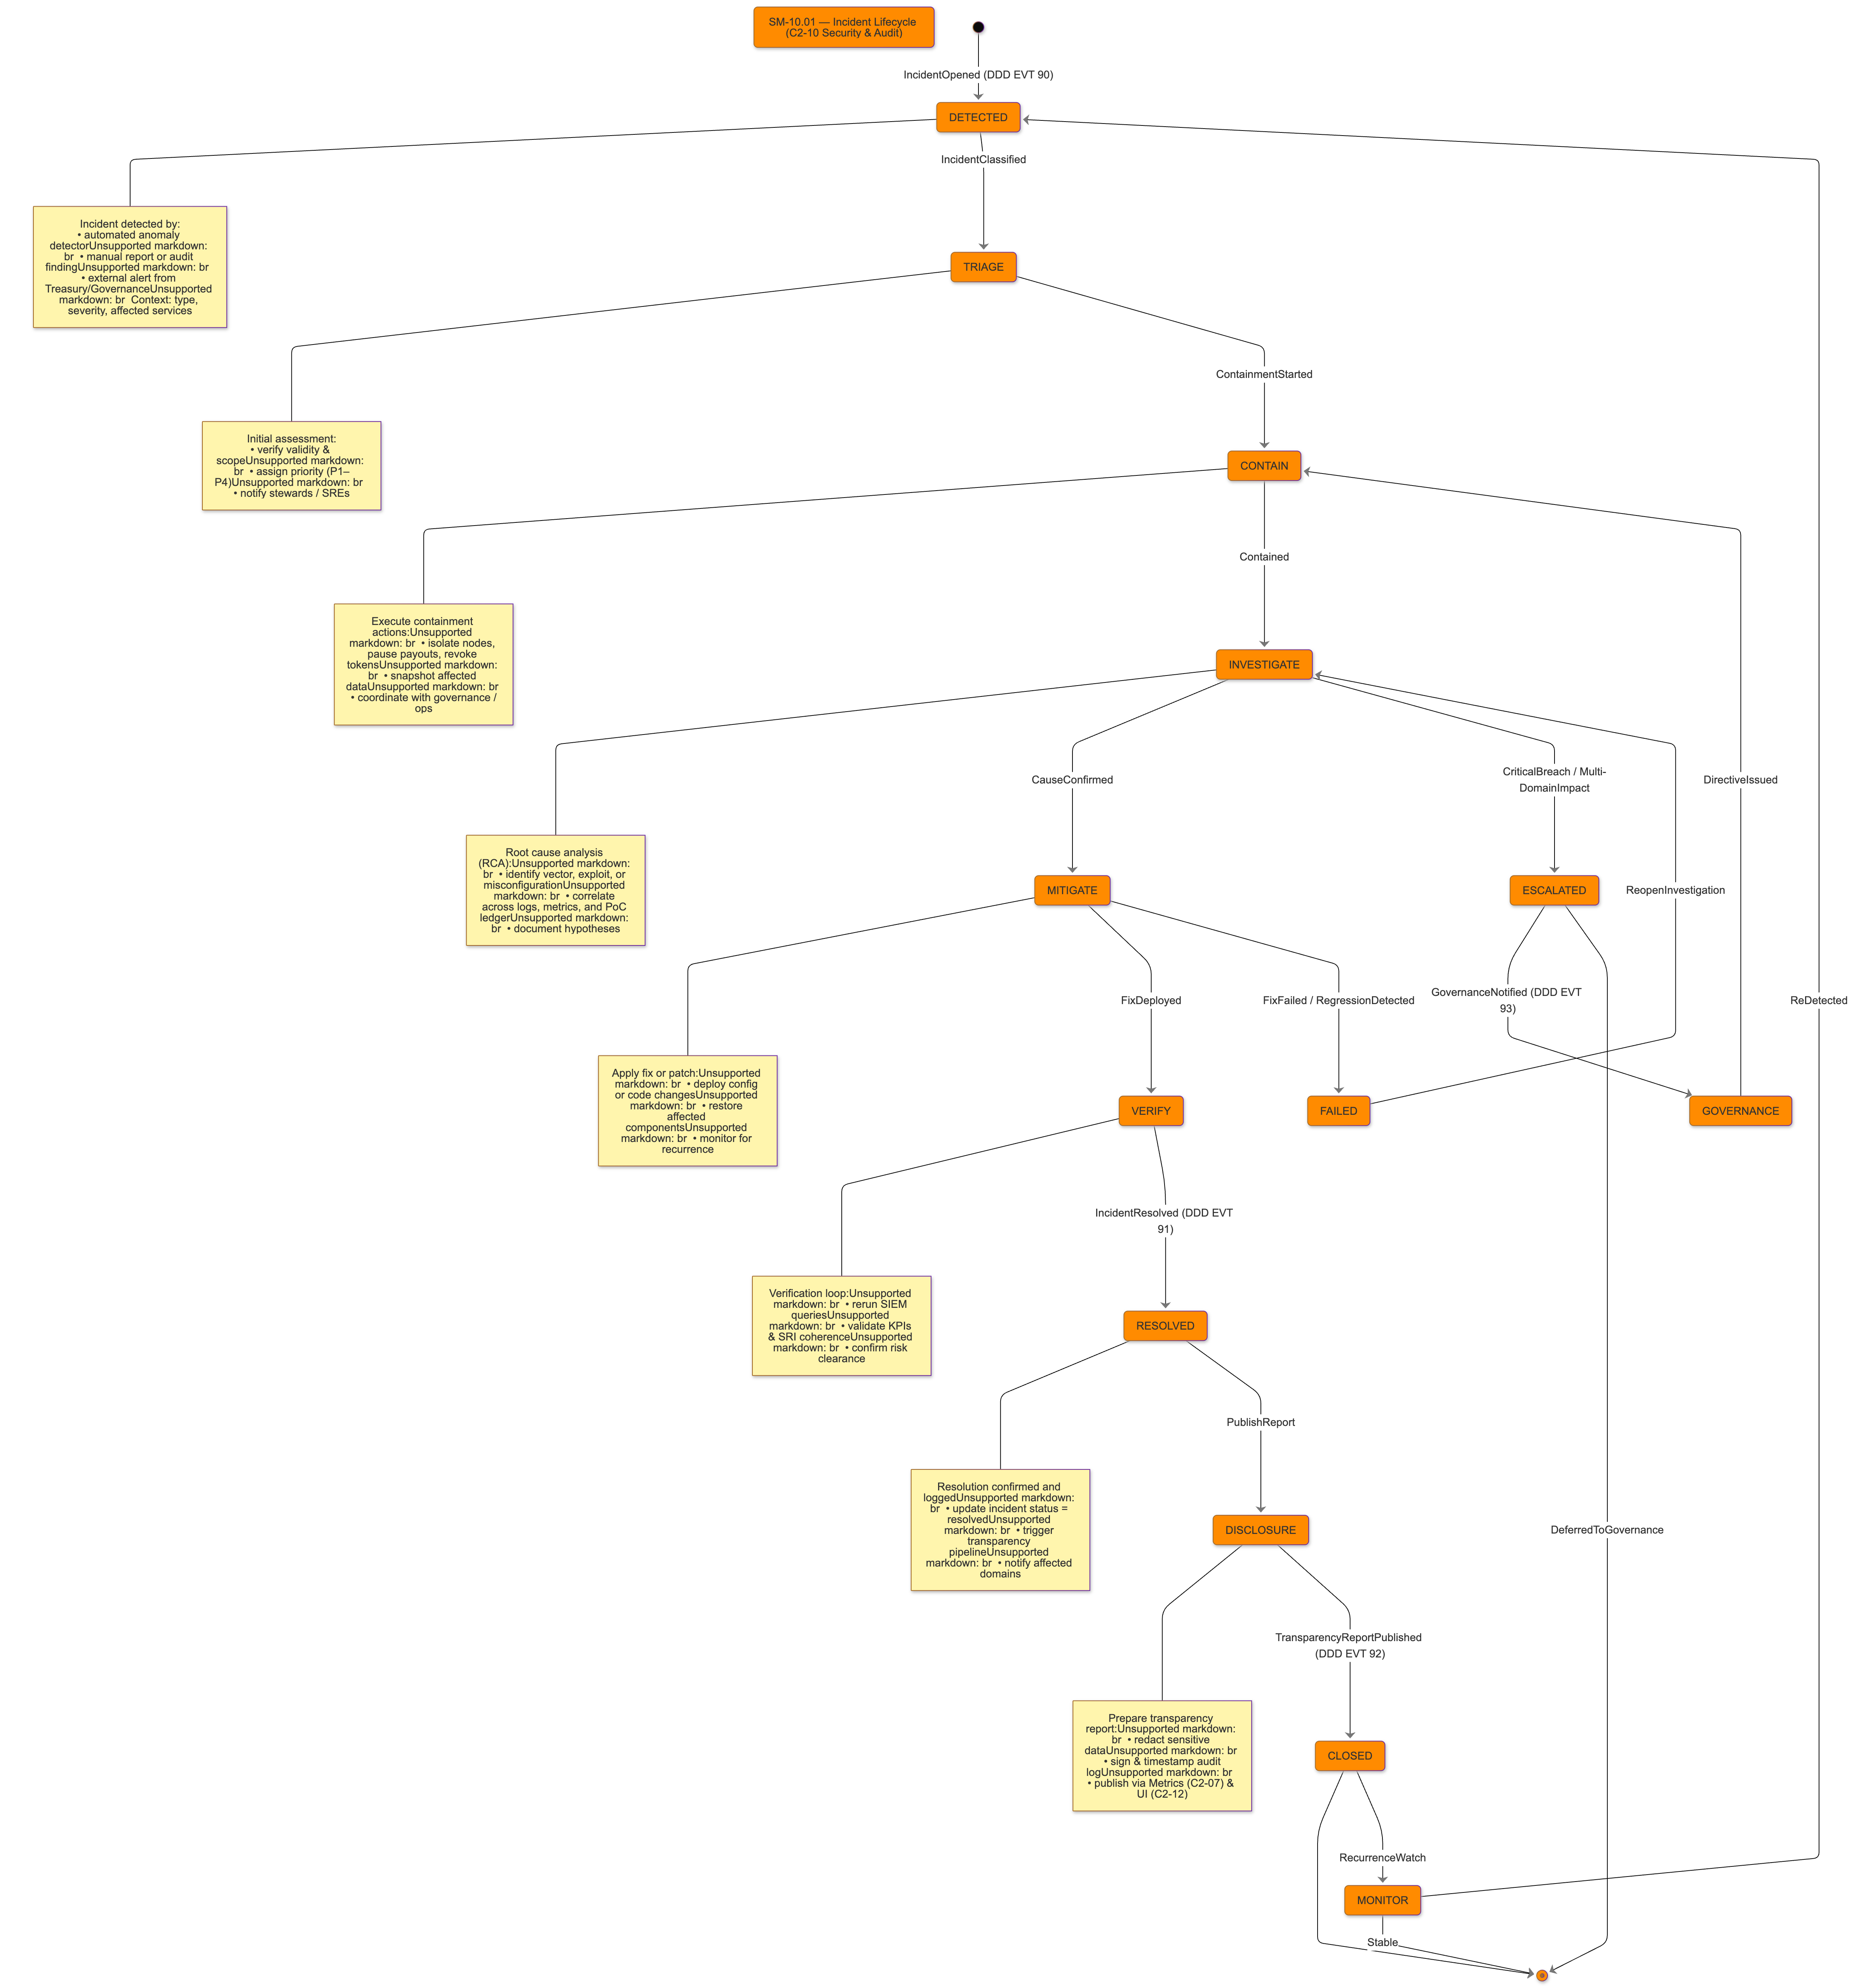 SM-10.01 — Incident Lifecycle
(C2-10 Security & Audit)
IncidentOpened (DDD EVT 90)
DETECTED
IncidentClassified
Incident detected by:
• automated anomaly
detectorUnsupported markdown:
br • manual report or audit
findingUnsupported markdown: br
• external alert from
Treasury/GovernanceUnsupported
markdown: br Context: type,
severity, affected services
TRIAGE
ContainmentStarted
Initial assessment:
• verify validity &
scopeUnsupported markdown:
br • assign priority (P1–
P4)Unsupported markdown: br
• notify stewards / SREs
CONTAIN
Contained
Execute containment
actions:Unsupported
markdown: br • isolate nodes,
pause payouts, revoke
tokensUnsupported markdown:
br • snapshot affected
dataUnsupported markdown: br
• coordinate with governance /
ops
INVESTIGATE
CauseConfirmed
CriticalBreach / Multi-
DomainImpact
DirectiveIssued
Root cause analysis
(RCA):Unsupported markdown:
br • identify vector, exploit, or
misconfigurationUnsupported
markdown: br • correlate
across logs, metrics, and PoC
ledgerUnsupported markdown:
br • document hypotheses
MITIGATE
ESCALATED
ReopenInvestigation
FixDeployed
FixFailed / RegressionDetected
GovernanceNotified (DDD EVT
93)
ReDetected
Apply fix or patch:Unsupported
markdown: br • deploy config
or code changesUnsupported
markdown: br • restore
affected
componentsUnsupported
markdown: br • monitor for
recurrence
VERIFY
FAILED
GOVERNANCE
IncidentResolved (DDD EVT
91)
Verification loop:Unsupported
markdown: br • rerun SIEM
queriesUnsupported
markdown: br • validate KPIs
& SRI coherenceUnsupported
markdown: br • confirm risk
clearance
RESOLVED
PublishReport
Resolution confirmed and
loggedUnsupported markdown:
br • update incident status =
resolvedUnsupported
markdown: br • trigger
transparency
pipelineUnsupported
markdown: br • notify affected
domains
DISCLOSURE
DeferredToGovernance
TransparencyReportPublished
(DDD EVT 92)
Prepare transparency
report:Unsupported markdown:
br • redact sensitive
dataUnsupported markdown: br
• sign & timestamp audit
logUnsupported markdown: br
• publish via Metrics (C2-07) &
UI (C2-12)
CLOSED
RecurrenceWatch
MONITOR
Stable